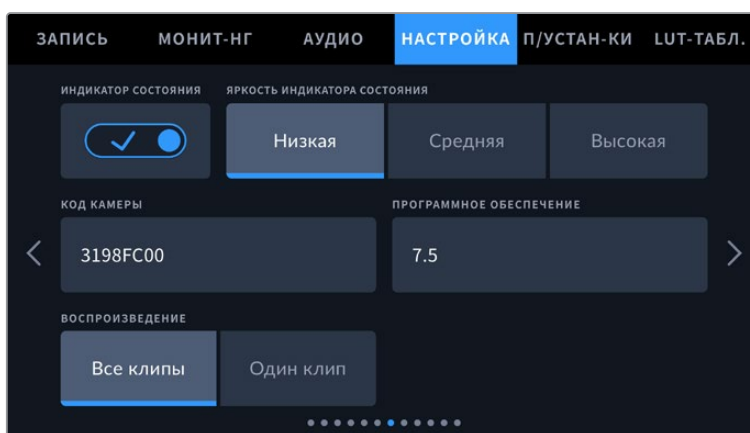 ЗАПИСЬ МОНИТ-НГ АУДИО НАСТРОЙКА П/УСТАН-КИ LUT-ТАБЛ.
ИНДИКАТОР СОСТОЯНИЯ ЯРКОСТЬ ИНДИКАТОРА СОСТОЯНИЯ
Низкая Средняя Высокая
КОД КАМЕРЫ ПРОГРАММНОЕ ОБЕСПЕЧЕНИЕ
3198FC00 7.5
ВОСПРОИЗВЕДЕНИЕ
Все клипы Один клип